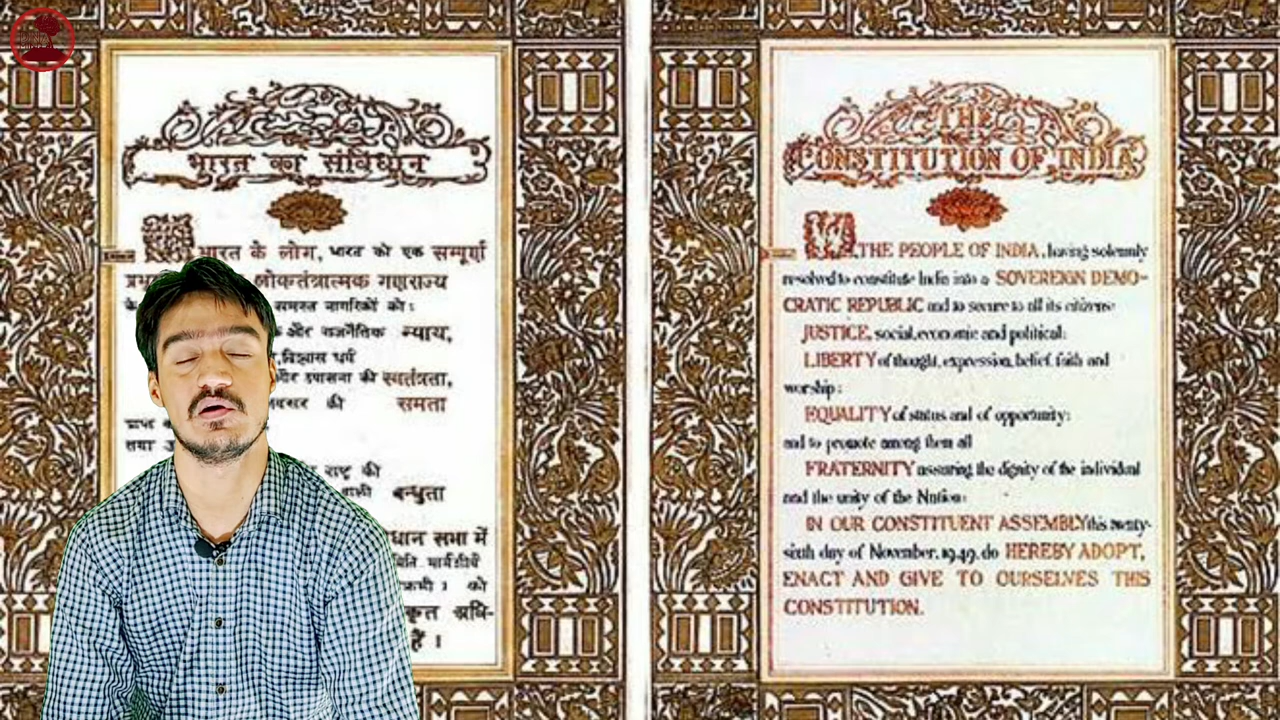 भारत का संविधान
भारत के लोग, भारत को एक सम्पूर्ण
लोकतंत्रात्मक गणराज्य
समस्त नागरिकों को :
और राजनैतिक न्याय,
,विश्वास धर्म
और उपासना की स्वतंत्रता,
की समता
राष्ट्र की
बन्धुता
सभा में
को
हैं ।
THE
CONSTITUTION OF INDIA
WE, THE PEOPLE OF INDIA, having solemnly
resolved to constitute India into a SOVEREIGN DEMO-
CRATIC REPUBLIC and to secure to all its citizens:
JUSTICE, social, economic and political;
LIBERTY of thought, expression, belief, faith and
worship;
EQUALITY of status and of opportunity;
and to promote among them all
FRATERNITY assuring the dignity of the individual
and the unity of the Nation;
IN OUR CONSTITUENT ASSEMBLY this twenty-
sixth day of November, 1949, do HEREBY ADOPT,
ENACT AND GIVE TO OURSELVES THIS
CONSTITUTION.